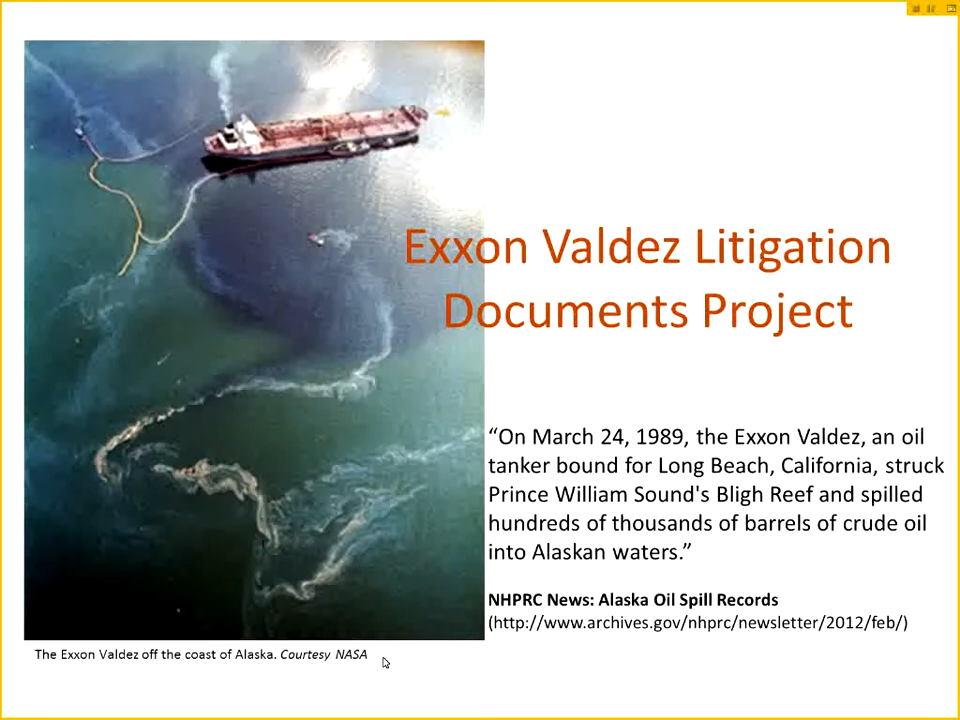 Exxon Valdez Litigation
Documents Project
“On March 24, 1989, the Exxon Valdez, an oil
tanker bound for Long Beach, California, struck
Prince William Sound's Bligh Reef and spilled
hundreds of thousands of barrels of crude oil
into Alaskan waters.”
NHPRC News: Alaska Oil Spill Records
(http://www.archives.gov/nhprc/newsletter/2012/feb/)
The Exxon Valdez off the coast of Alaska. Courtesy NASA